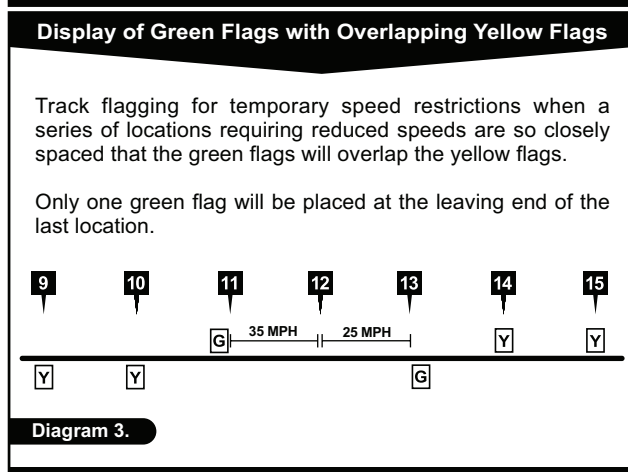 Display of Green Flags with Overlapping Yellow Flags
Track flagging for temporary speed restrictions when a
series of locations requiring reduced speeds are so closely
spaced that the green flags will overlap the yellow flags.
Only one green flag will be placed at the leaving end of the
last location.
9 10 11 12 13 14 15
G 35 MPH 25 MPH Y Y
Y Y G
Diagram 3.